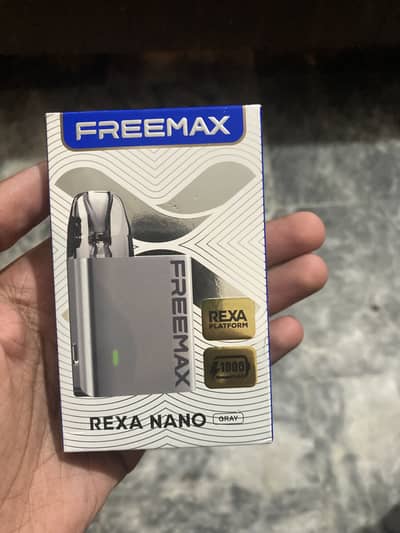 FREEMAX
FREEMAX
REXA
PLATFORM
1000
REXA NANO GRAY